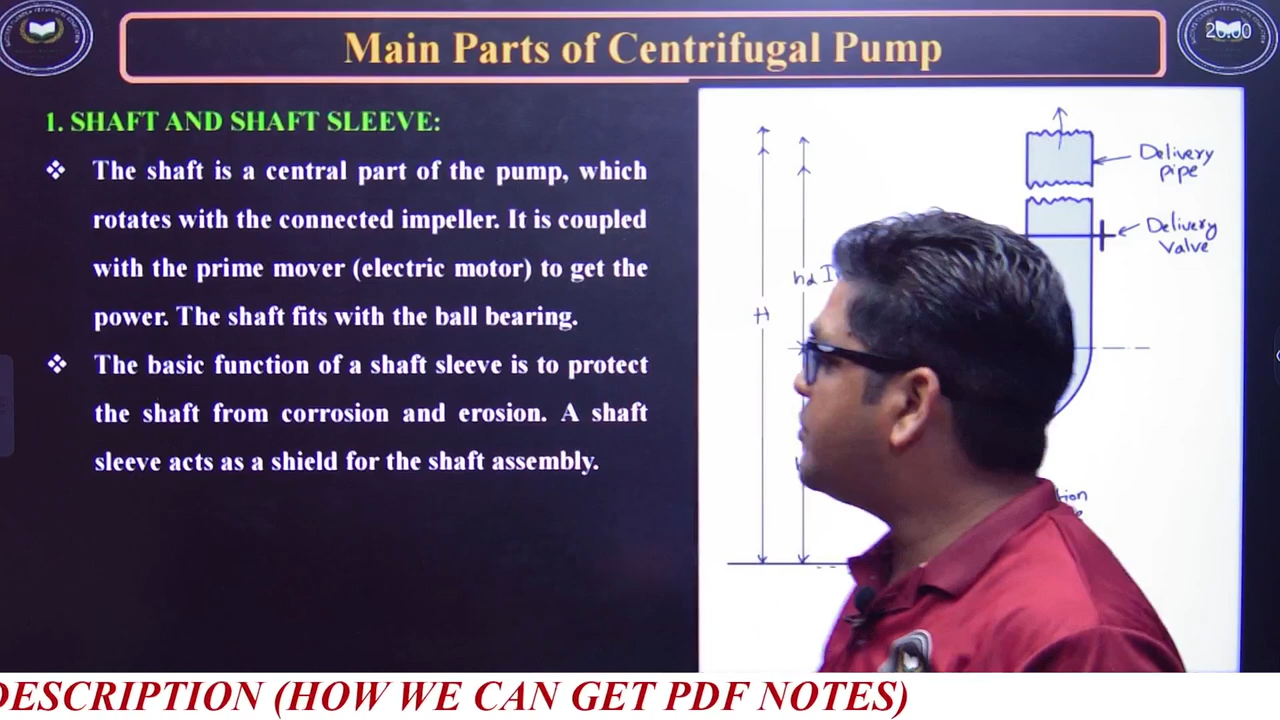 Main Parts of Centrifugal Pump
20:00
1. SHAFT AND SHAFT SLEEVE:
❖ The shaft is a central part of the pump, which
rotates with the connected impeller. It is coupled
with the prime mover (electric motor) to get the
power. The shaft fits with the ball bearing.
❖ The basic function of a shaft sleeve is to protect
the shaft from corrosion and erosion. A shaft
sleeve acts as a shield for the shaft assembly.
Delivery
pipe
Delivery
valve
hd
H
DESCRIPTION (HOW WE CAN GET PDF NOTES)